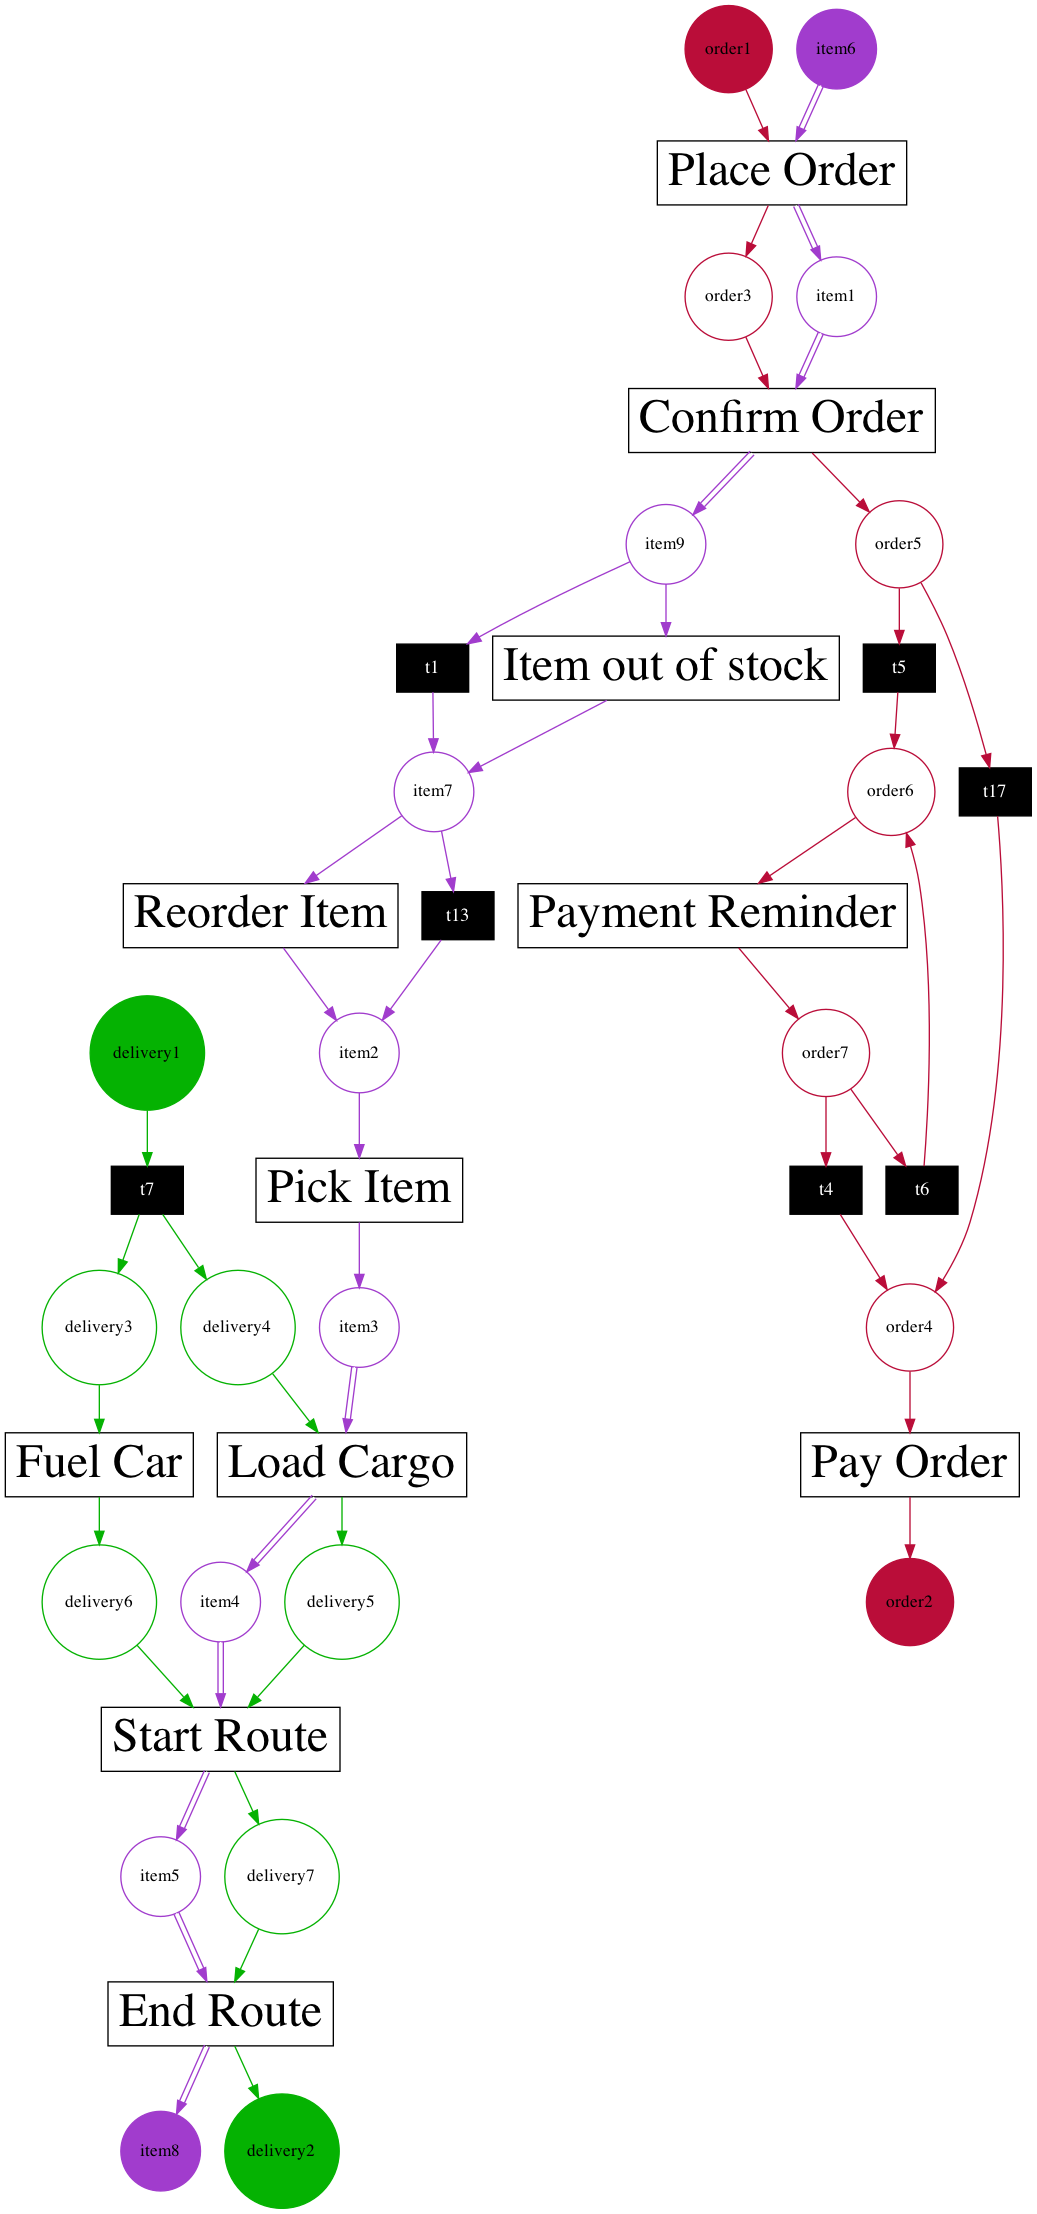 order1
item6
Place Order
order3
item1
Confirm Order
item9
order5
t1
Item out of stock
t5
item7
order6
t17
Reorder Item
t13
Payment Reminder
delivery1
item2
order7
t7
Pick Item
t4
t6
delivery3
delivery4
item3
order4
Fuel Car
Load Cargo
Pay Order
delivery6
item4
delivery5
order2
Start Route
item5
delivery7
End Route
item8
delivery2